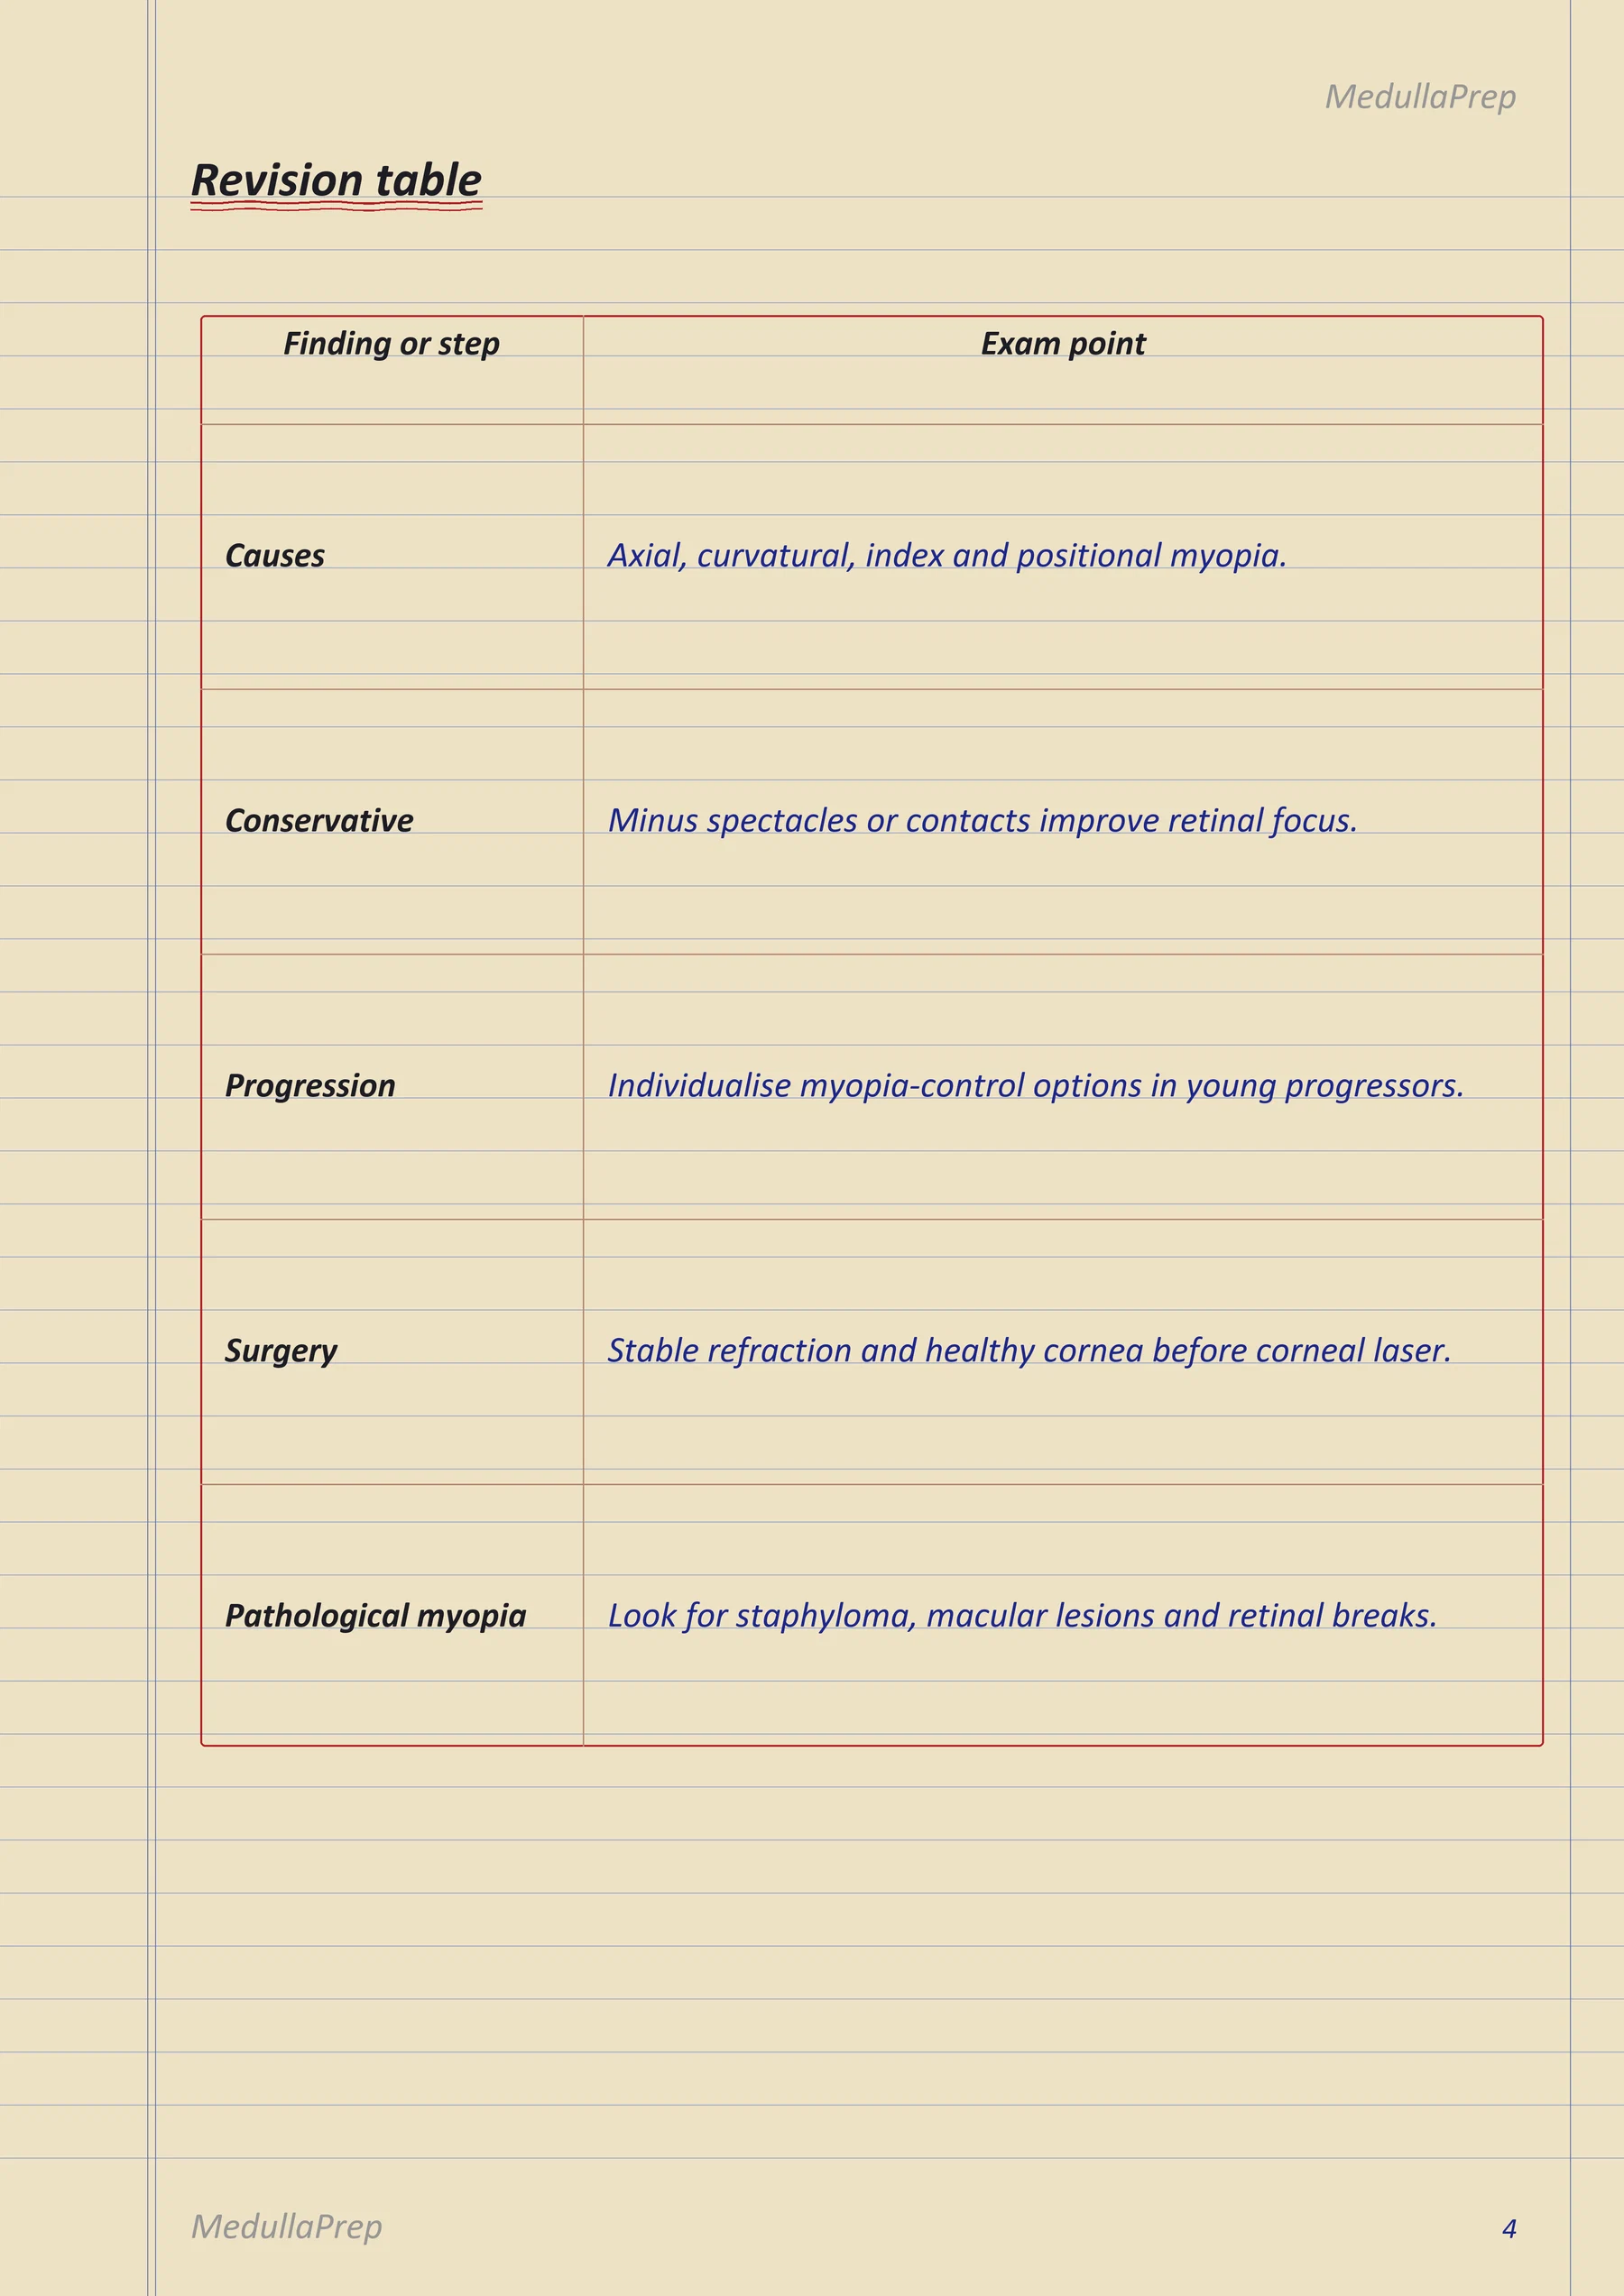 MedullaPrep
Revision table
Finding or step
Exam point
Causes
Axial, curvatural, index and positional myopia.
Conservative
Minus spectacles or contacts improve retinal focus.
Progression
Individualise myopia-control options in young progressors.
Surgery
Stable refraction and healthy cornea before corneal laser.
Pathological myopia
Look for staphyloma, macular lesions and retinal breaks.
MedullaPrep
4